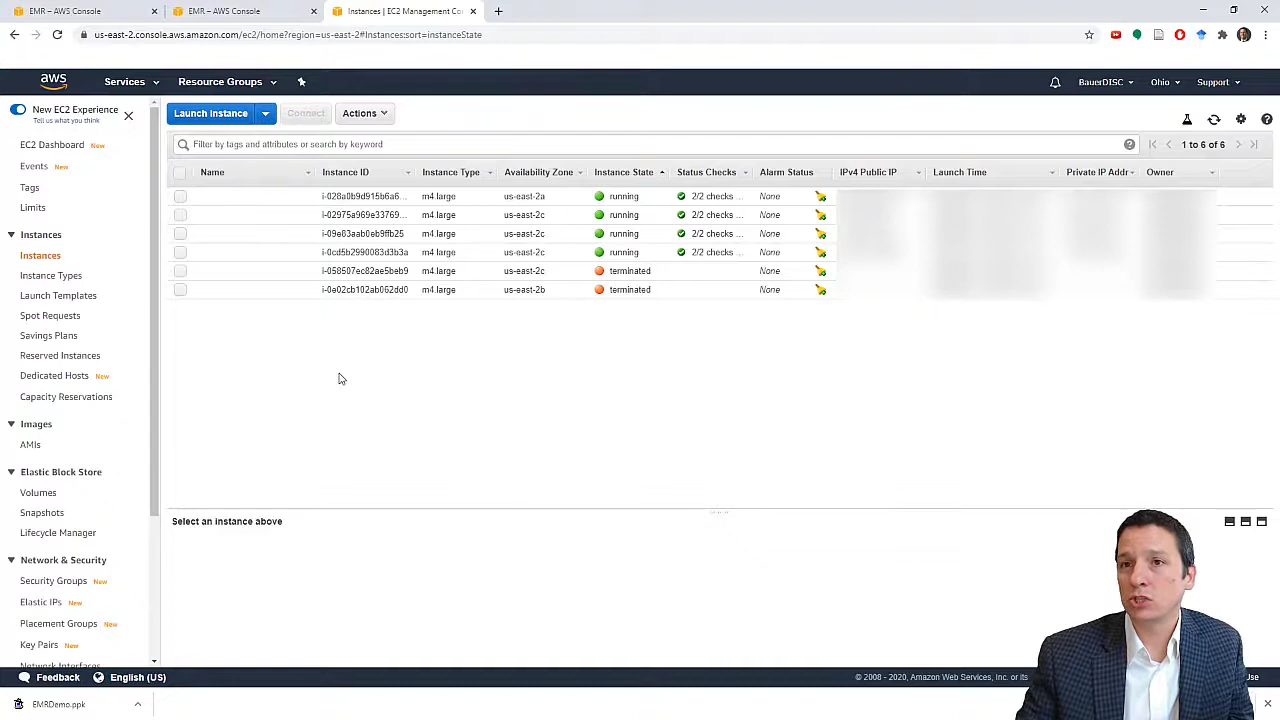 EMR – AWS Console
EMR – AWS Console
Instances | EC2 Management Co
us-east-2.console.aws.amazon.com/ec2/home?region=us-east-2#Instances:sort=instanceState
aws Services Resource Groups BauerDISC Ohio Support
New EC2 Experience
Tell us what you think
Launch Instance Connect Actions
EC2 Dashboard New
Events New
Tags
Limits
Instances
Instances
Instance Types
Launch Templates
Spot Requests
Savings Plans
Reserved Instances
Dedicated Hosts New
Capacity Reservations
Images
AMIs
Elastic Block Store
Volumes
Snapshots
Lifecycle Manager
Network & Security
Security Groups New
Elastic IPs New
Placement Groups New
Key Pairs New
Network Interfaces
Filter by tags and attributes or search by keyword
1 to 6 of 6
Name Instance ID Instance Type Availability Zone Instance State Status Checks Alarm Status IPv4 Public IP Launch Time Private IP Addr Owner
i-028a0b9d915b6a6... m4.large us-east-2a running 2/2 checks ... None
i-02975a969e33769... m4.large us-east-2c running 2/2 checks ... None
i-09e63aab0eb9ffb25 m4.large us-east-2c running 2/2 checks ... None
i-0cd5b2990083d3b3a m4.large us-east-2c running 2/2 checks ... None
i-058507ec82ae5beb9 m4.large us-east-2c terminated None
i-0e02cb102ab062dd0 m4.large us-east-2b terminated None
Select an instance above
Feedback English (US) © 2008 - 2020, Amazon Web Services, Inc. or its Use
EMRDemo.ppk